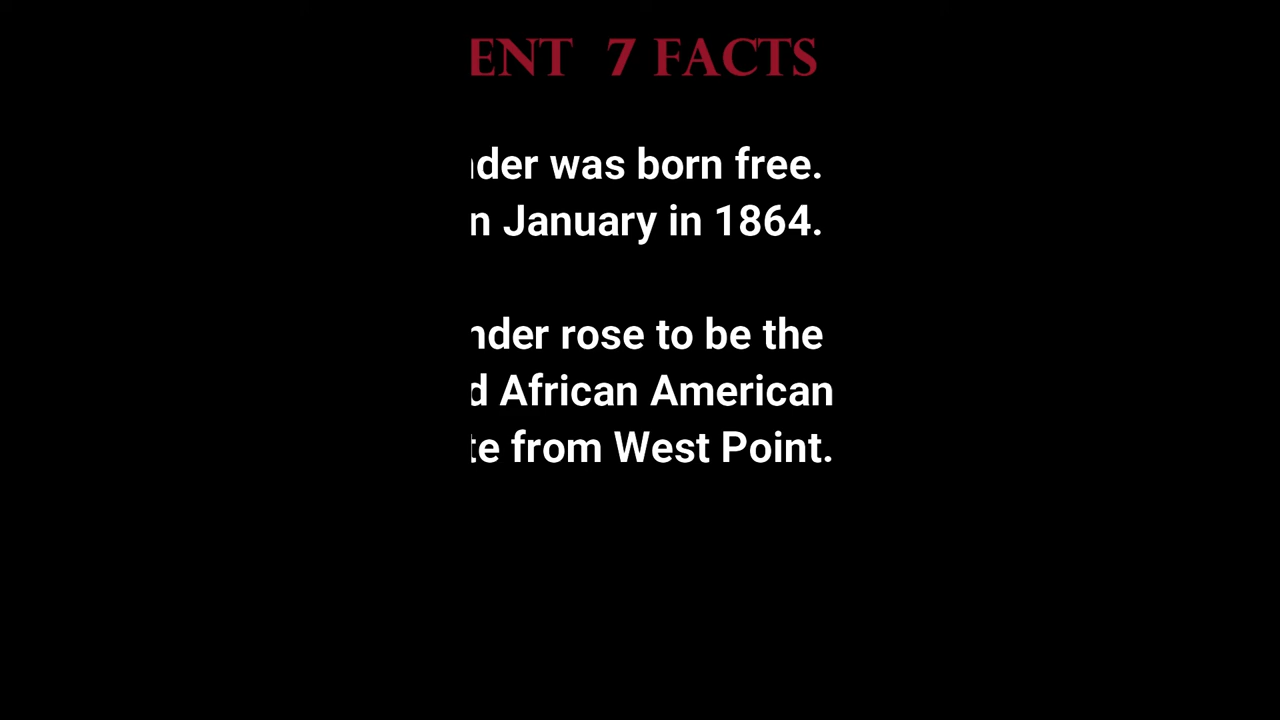 ENT 7 FACTS
nder was born free.
n January in 1864.
nder rose to be the
d African American
te from West Point.